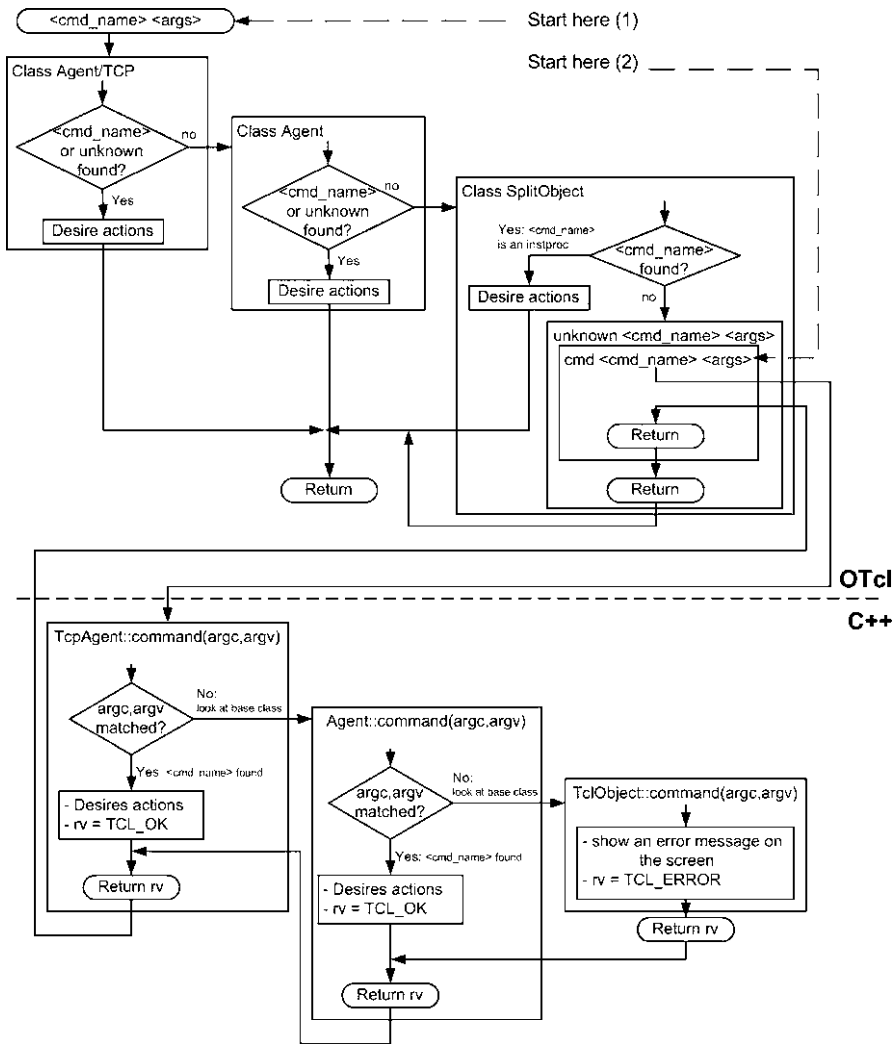 <cmd_name> <args>
Start here (1)
Start here (2)
Class Agent/TCP
<cmd_name>
or unknown
found?
no
Yes
Desire actions
Class Agent
<cmd_name>
or unknown
found?
no
Yes
Desire actions
Class SplitObject
Yes: <cmd_name>
is an instproc
<cmd_name>
found?
no
Desire actions
unknown <cmd_name> <args>
cmd <cmd_name> <args>
Return
Return
Return
OTcl
C++
TcpAgent::command(argc,argv)
argc,argv
matched?
No:
look at base class
Yes <cmd_name> found
- Desires actions
- rv = TCL_OK
Return rv
Agent::command(argc,argv)
argc,argv
matched?
No:
look at base class
Yes: <cmd_name> found
- Desires actions
- rv = TCL_OK
Return rv
TclObject::command(argc,argv)
- show an error message on
the screen
- rv = TCL_ERROR
Return rv